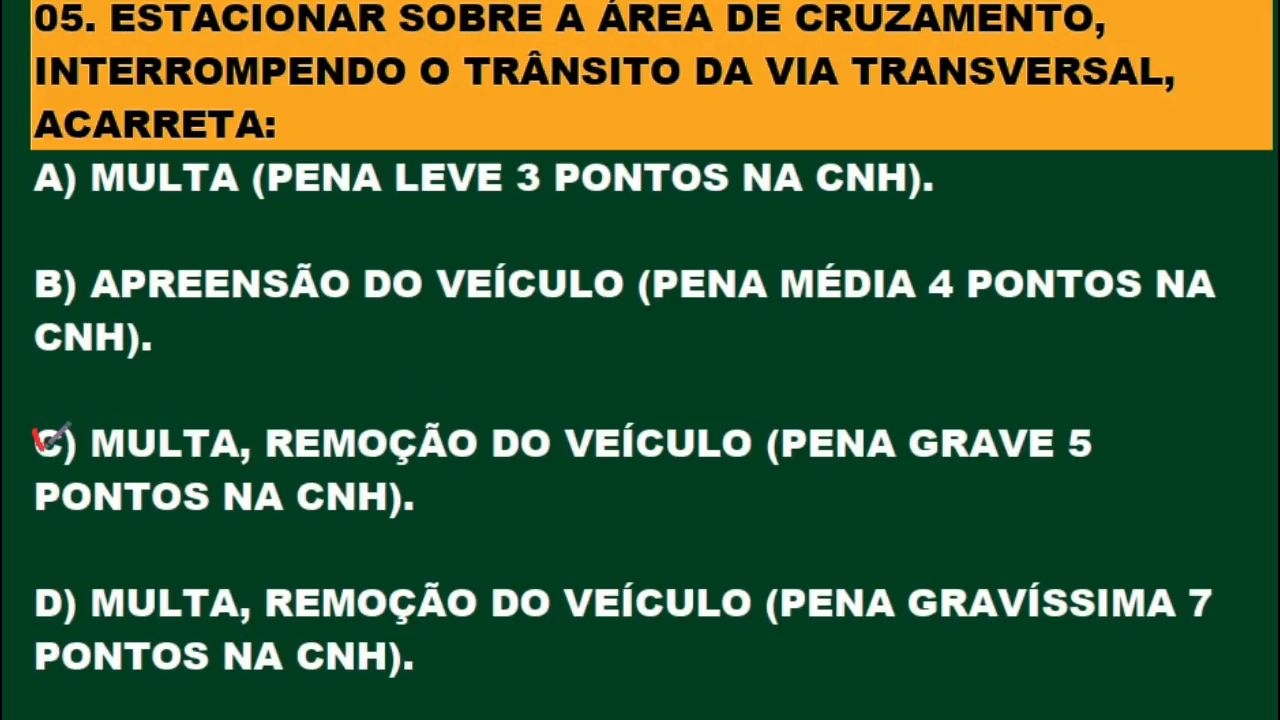 05. ESTACIONAR SOBRE A ÁREA DE CRUZAMENTO,
INTERROMPENDO O TRÂNSITO DA VIA TRANSVERSAL,
ACARRETA:
A) MULTA (PENA LEVE 3 PONTOS NA CNH).
B) APREENSÃO DO VEÍCULO (PENA MÉDIA 4 PONTOS NA
CNH).
C) MULTA, REMOÇÃO DO VEÍCULO (PENA GRAVE 5
PONTOS NA CNH).
D) MULTA, REMOÇÃO DO VEÍCULO (PENA GRAVÍSSIMA 7
PONTOS NA CNH).